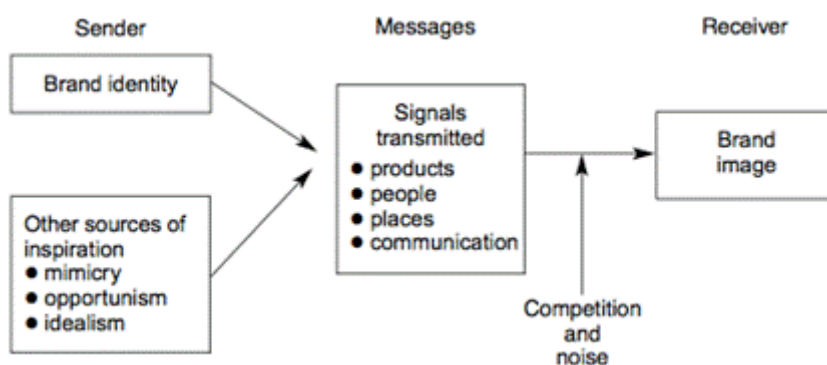 Sender
Messages
Receiver
Brand identity
Signals
transmitted
● products
● people
● places
● communication
Brand
image
Other sources of
inspiration
● mimicry
● opportunism
● idealism
Competition
and
noise